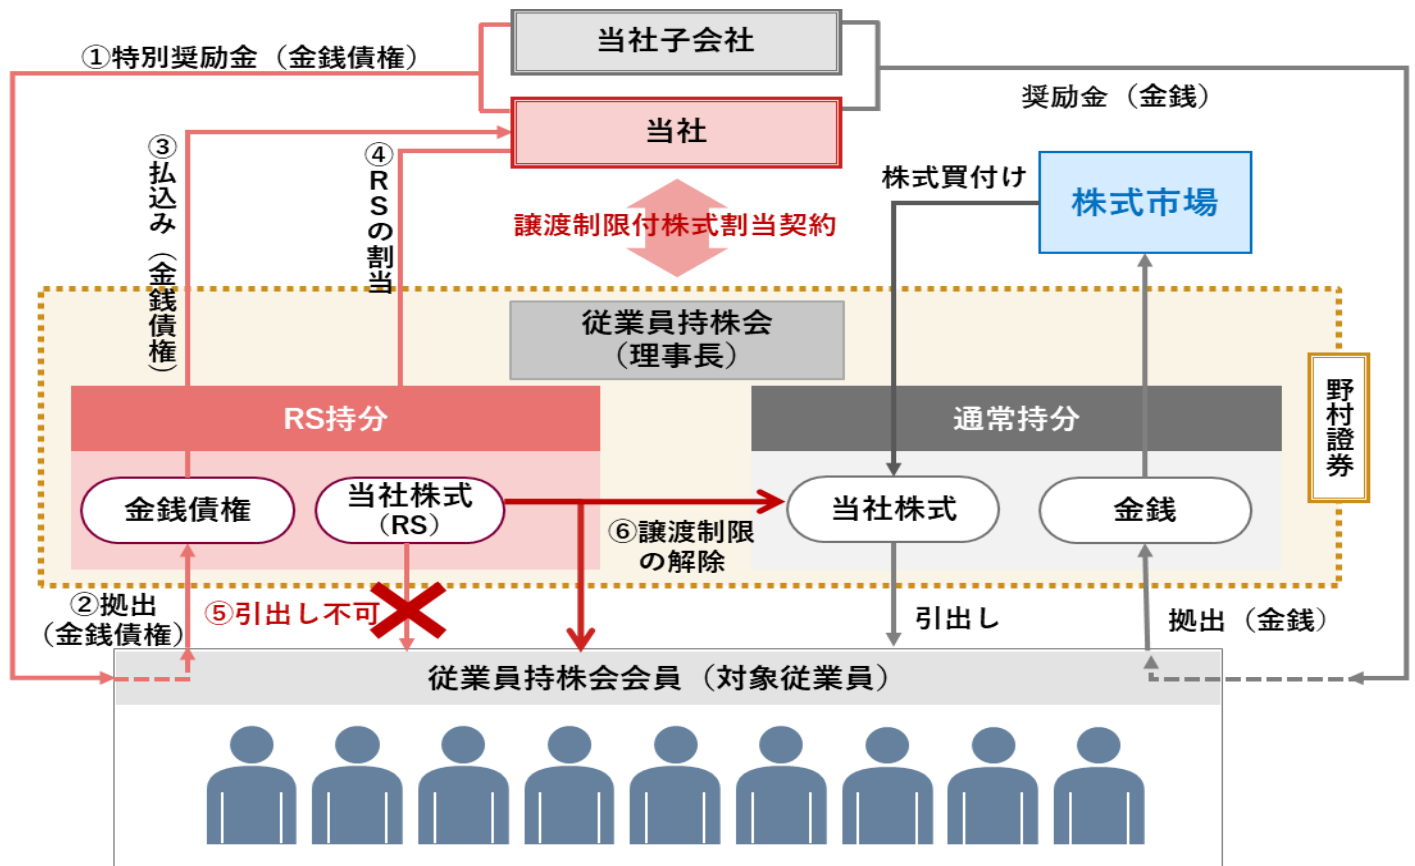 当社子会社
①特別奨励金（金銭債権）
奨励金（金銭）
当社
③払込み（金銭債権）
④RSの割当
株式買付け
株式市場
譲渡制限付株式割当契約
従業員持株会
（理事長）
野村證券
RS持分
通常持分
金銭債権
当社株式
（RS）
当社株式
金銭
⑥譲渡制限
の解除
②拠出
（金銭債権）
⑤引出し不可
引出し
拠出（金銭）
従業員持株会会員（対象従業員）